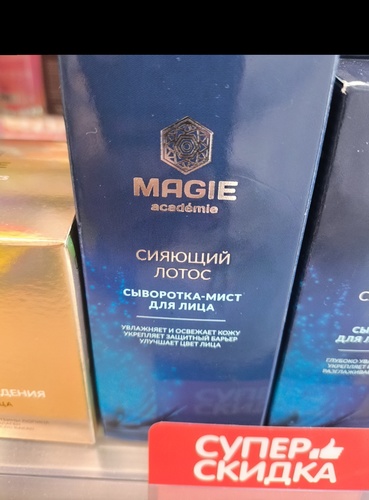 MAGIE
académie
СИЯЮЩИЙ
ЛОТОС
СЫВОРОТКА-МИСТ
ДЛЯ ЛИЦА
УВЛАЖНЯЕТ И ОСВЕЖАЕТ КОЖУ
УКРЕПЛЯЕТ ЗАЩИТНЫЙ БАРЬЕР
УЛУЧШАЕТ ЦВЕТ ЛИЦА
СУПЕР
СКИДКА